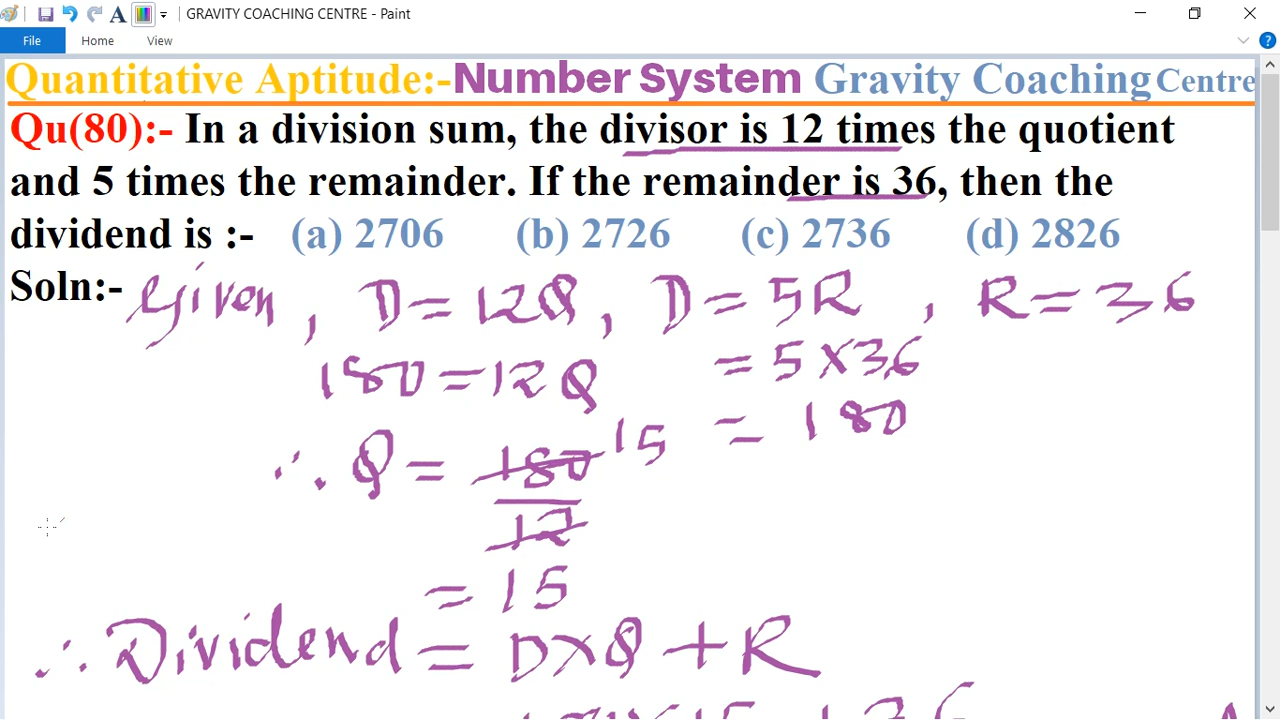 GRAVITY COACHING CENTRE - Paint
File Home View
Quantitative Aptitude:-Number System Gravity Coaching Centre
Qu(80):- In a division sum, the divisor is 12 times the quotient
and 5 times the remainder. If the remainder is 36, then the
dividend is :- (a) 2706 (b) 2726 (c) 2736 (d) 2826
Soln:- Given, D=12Q, D=5R, R=36
180=12Q =5×36
=180
∴ Q = 180 15
12
=15
∴ Dividend = D×Q+R